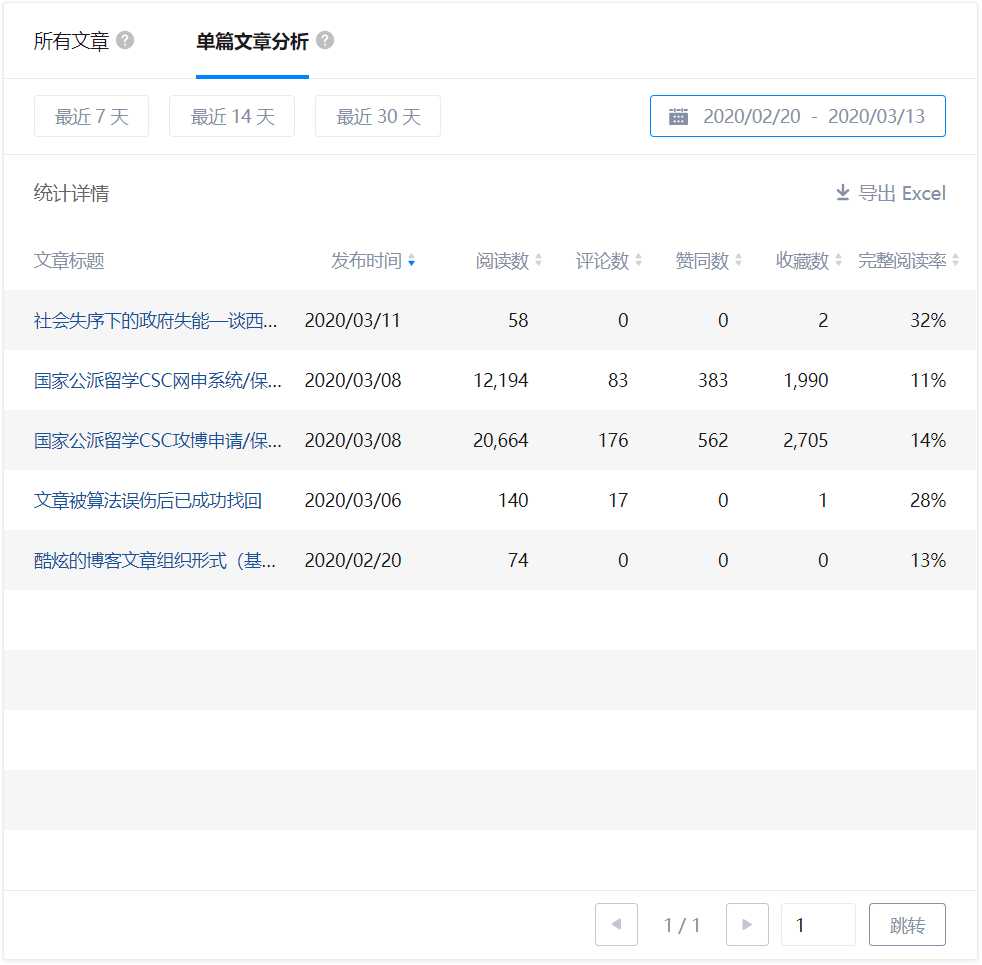 所有文章 ? 单篇文章分析 ?
最近 7 天 最近 14 天 最近 30 天 2020/02/20 - 2020/03/13
统计详情 导出 Excel
文章标题 发布时间 阅读数 评论数 赞同数 收藏数 完整阅读率
社会失序下的政府失能—谈西... 2020/03/11 58 0 0 2 32%
国家公派留学CSC网申系统/保... 2020/03/08 12,194 83 383 1,990 11%
国家公派留学CSC攻博申请/保... 2020/03/08 20,664 176 562 2,705 14%
文章被算法误伤后已成功找回 2020/03/06 140 17 0 1 28%
酷炫的博客文章组织形式（基... 2020/02/20 74 0 0 0 13%
1 / 1 1 跳转